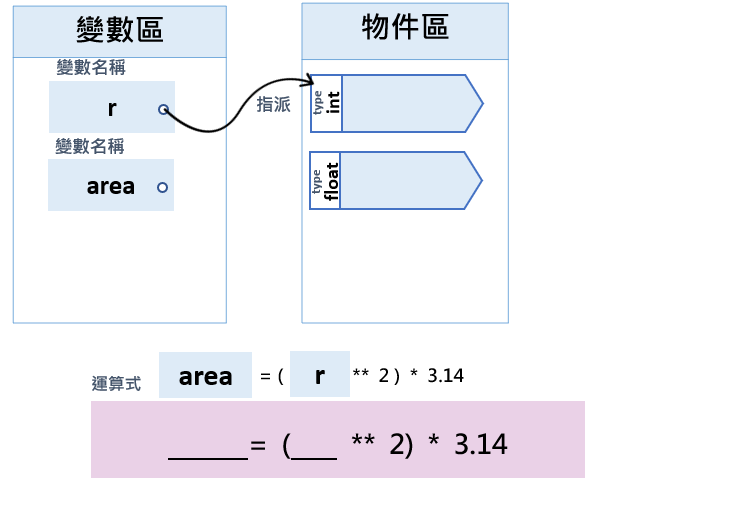 變數區
物件區
變數名稱
r
指派
type
int
變數名稱
area
type
float
運算式 area = ( r ** 2 ) * 3.14
______= (____ ** 2) * 3.14